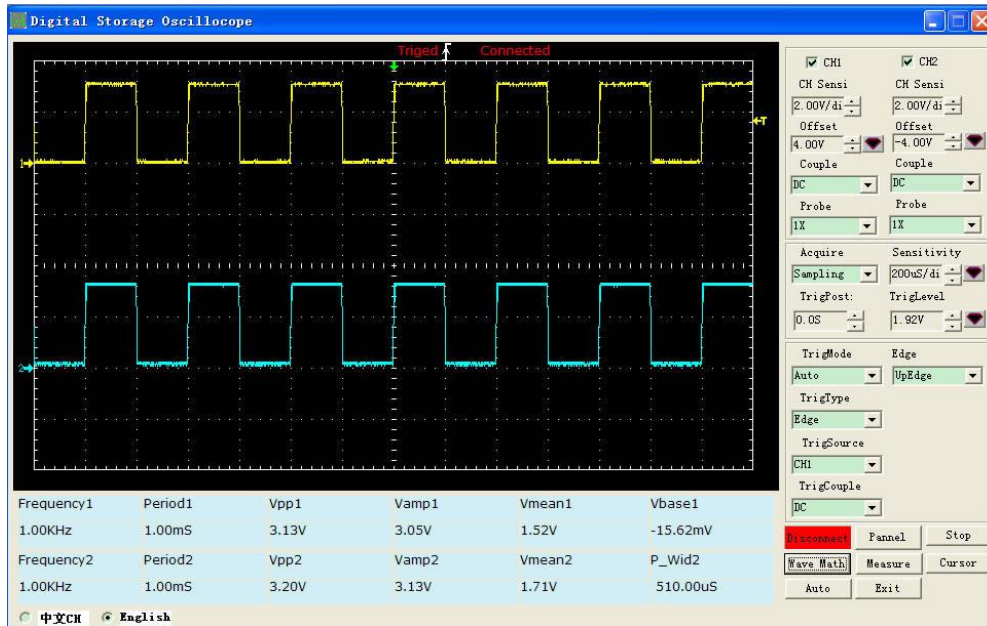 Digital Storage Oscillocope
Triged Connected
T
1
2
CH1 CH2
CH Sensi CH Sensi
2.00V/di 2.00V/di
Offset Offset
4.00V -4.00V
Couple Couple
DC DC
Probe Probe
1X 1X
Acquire Sensitivity
Sampling 200uS/di
TrigPost: TrigLevel
0.0S 1.92V
TrigMode Edge
Auto UpEdge
TrigType
Edge
TrigSource
CH1
TrigCouple
DC
Disconnect Pannel Stop
Wave Math Measure Cursor
Auto Exit
Frequency1 Period1 Vpp1 Vamp1 Vmean1 Vbase1
1.00KHz 1.00mS 3.13V 3.05V 1.52V -15.62mV
Frequency2 Period2 Vpp2 Vamp2 Vmean2 P_Wid2
1.00KHz 1.00mS 3.20V 3.13V 1.71V 510.00uS
中文CH English